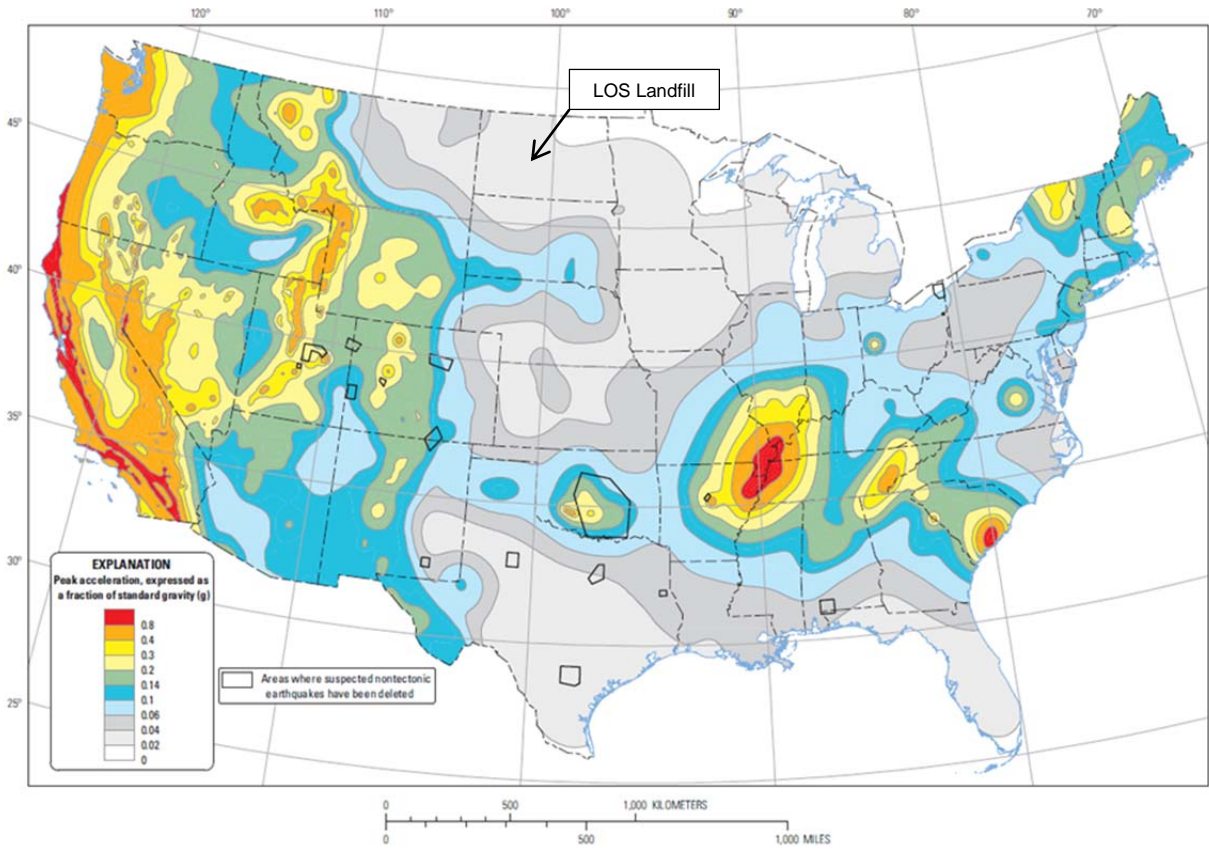 120°
110°
100°
90°
80°
70°
LOS Landfill
45°
40°
35°
30°
25°
EXPLANATION
Peak acceleration, expressed as
a fraction of standard gravity (g)
0.8
0.4
0.3
0.2
0.14
0.1
0.06
0.04
0.02
0
Areas where suspected nontectonic
earthquakes have been deleted
0 500 1,000 KILOMETERS
0 500 1,000 MILES